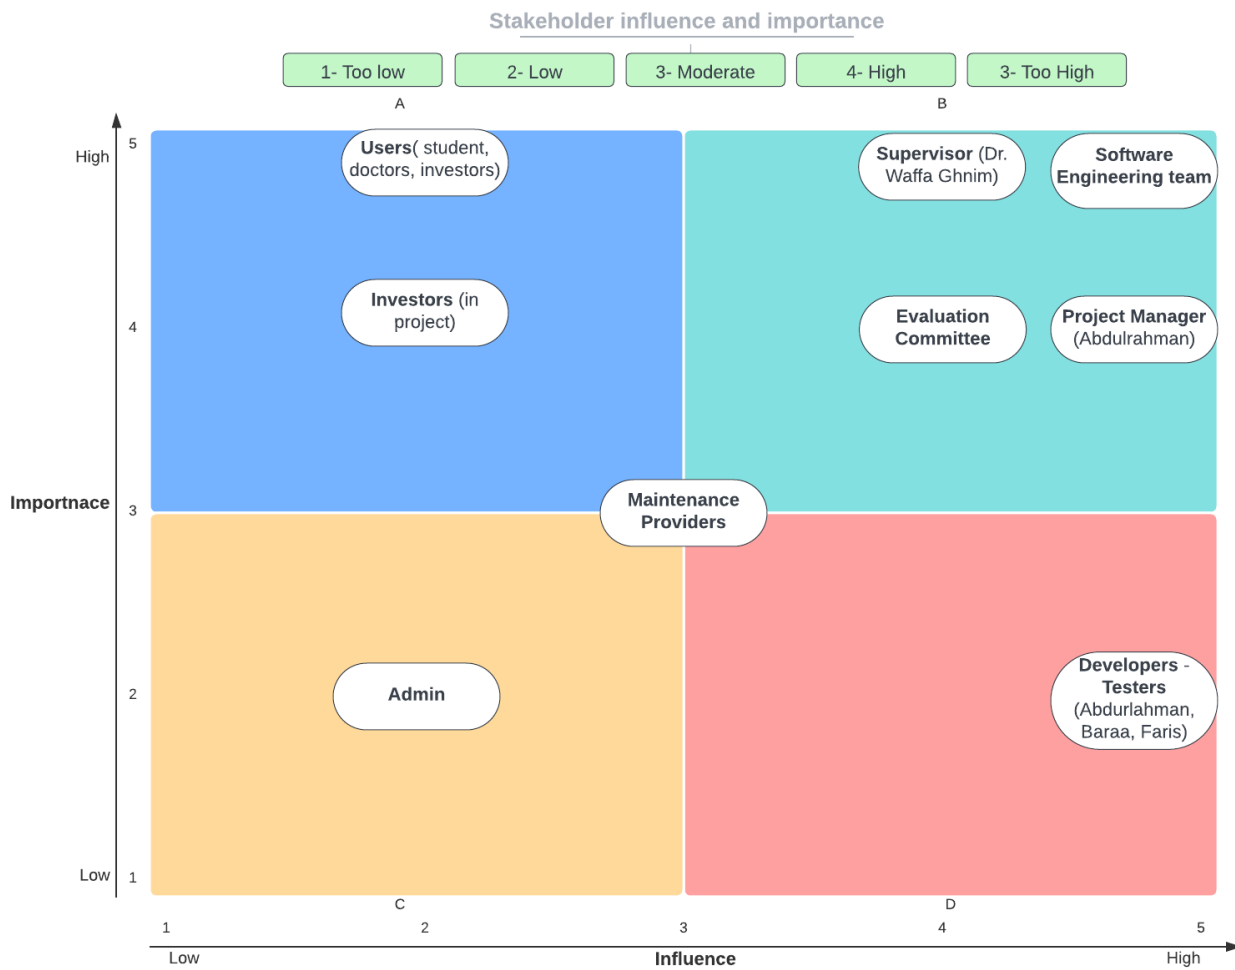 Stakeholder influence and importance
1- Too low
2- Low
3- Moderate
4- High
3- Too High
A
B
5
High
Users( student,
doctors, investors)
Supervisor (Dr.
Waffa Ghnim)
Software
Engineering team
Investors (in
project)
4
Evaluation
Committee
Project Manager
(Abdulrahman)
Importnace
3
Maintenance
Providers
2
Admin
Developers -
Testers
(Abdurlahman,
Baraa, Faris)
Low
1
C
D
1
2
3
4
5
Low
Influence
High